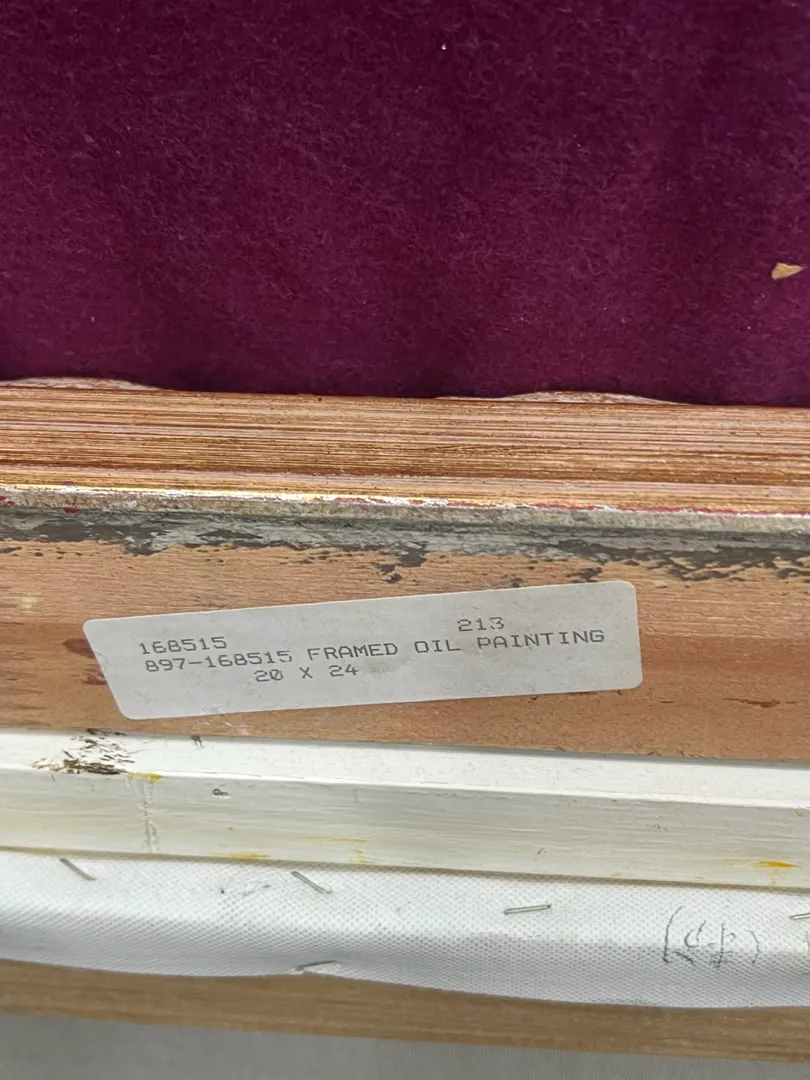 213
168515
897-168515 FRAMED OIL PAINTING
20 X 24